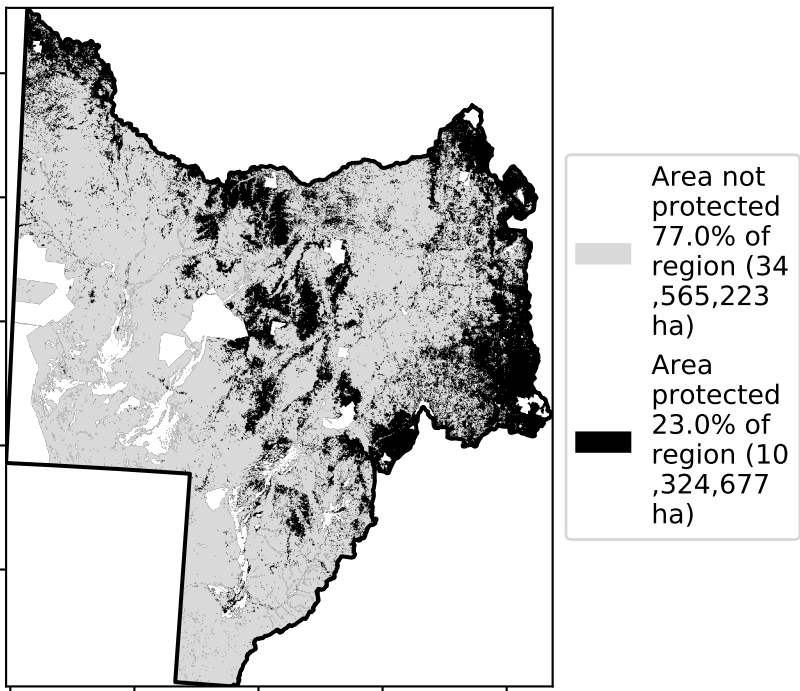 Area not
protected
77.0% of
region (34
,565,223
ha)
Area
protected
23.0% of
region (10
,324,677
ha)